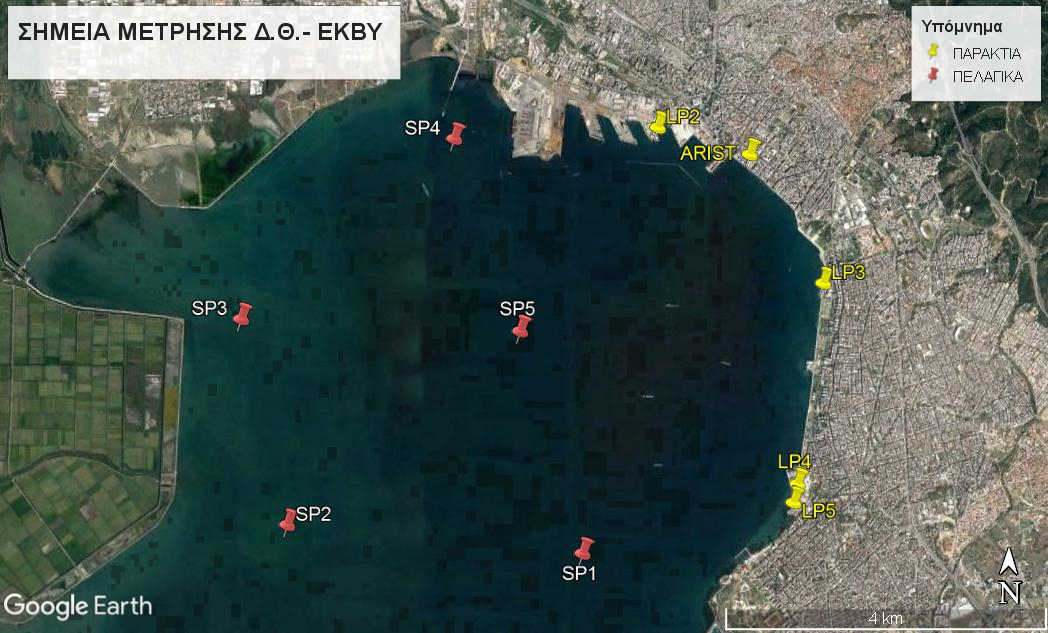 ΣΗΜΕΙΑ ΜΕΤΡΗΣΗΣ Δ.Θ.- ΕΚΒΥ
Υπόμνημα
ΠΑΡΑΚΤΙΑ
ΠΕΛΑΓΙΚΑ
SP4
LP2
ARIST
LP3
SP3
SP5
LP4
LP5
SP2
SP1
N
Google Earth
4 km